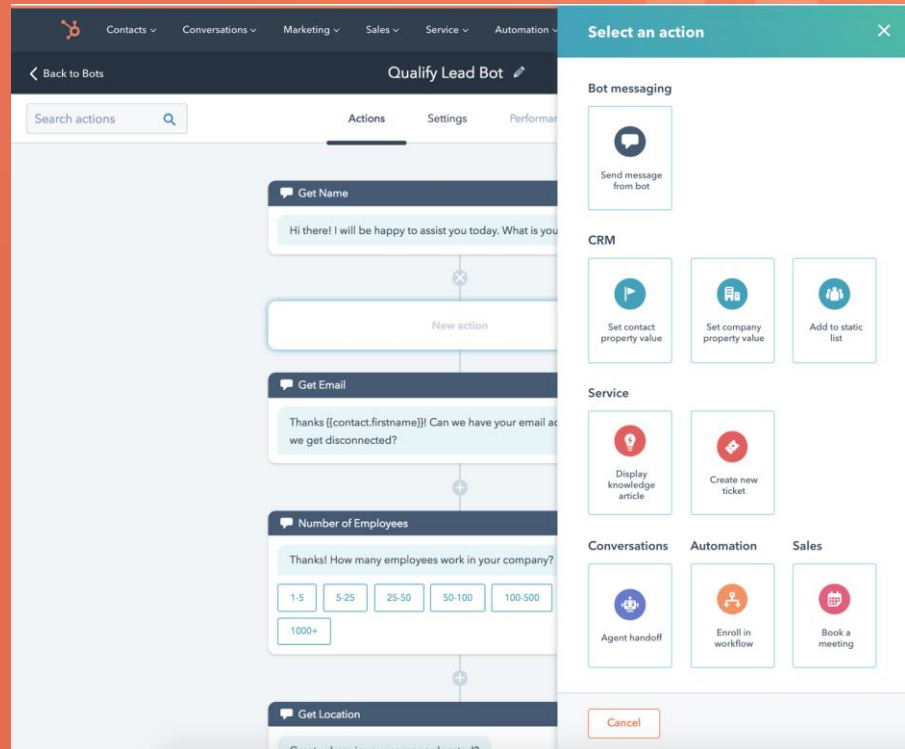 Contacts
Conversations
Marketing
Sales
Service
Automation
Back to Bots
Qualify Lead Bot
Search actions
Actions
Settings
Get Name
Hi there! I will be happy to assist you today. What is
New action
Get Email
Thanks {{contact.firstname}}! Can we have your email
we get disconnected?
Number of Employees
Thanks! How many employees work in your company?
1-5
5-25
25-50
50-100
100-500
1000+
Get Location
Select an action
Bot messaging
Send message
from bot
CRM
Set contact
property value
Set company
property value
Add to static
list
Service
Display
knowledge
article
Create new
ticket
Conversations
Automation
Sales
Agent handoff
Enroll in
workflow
Book a
meeting
Cancel